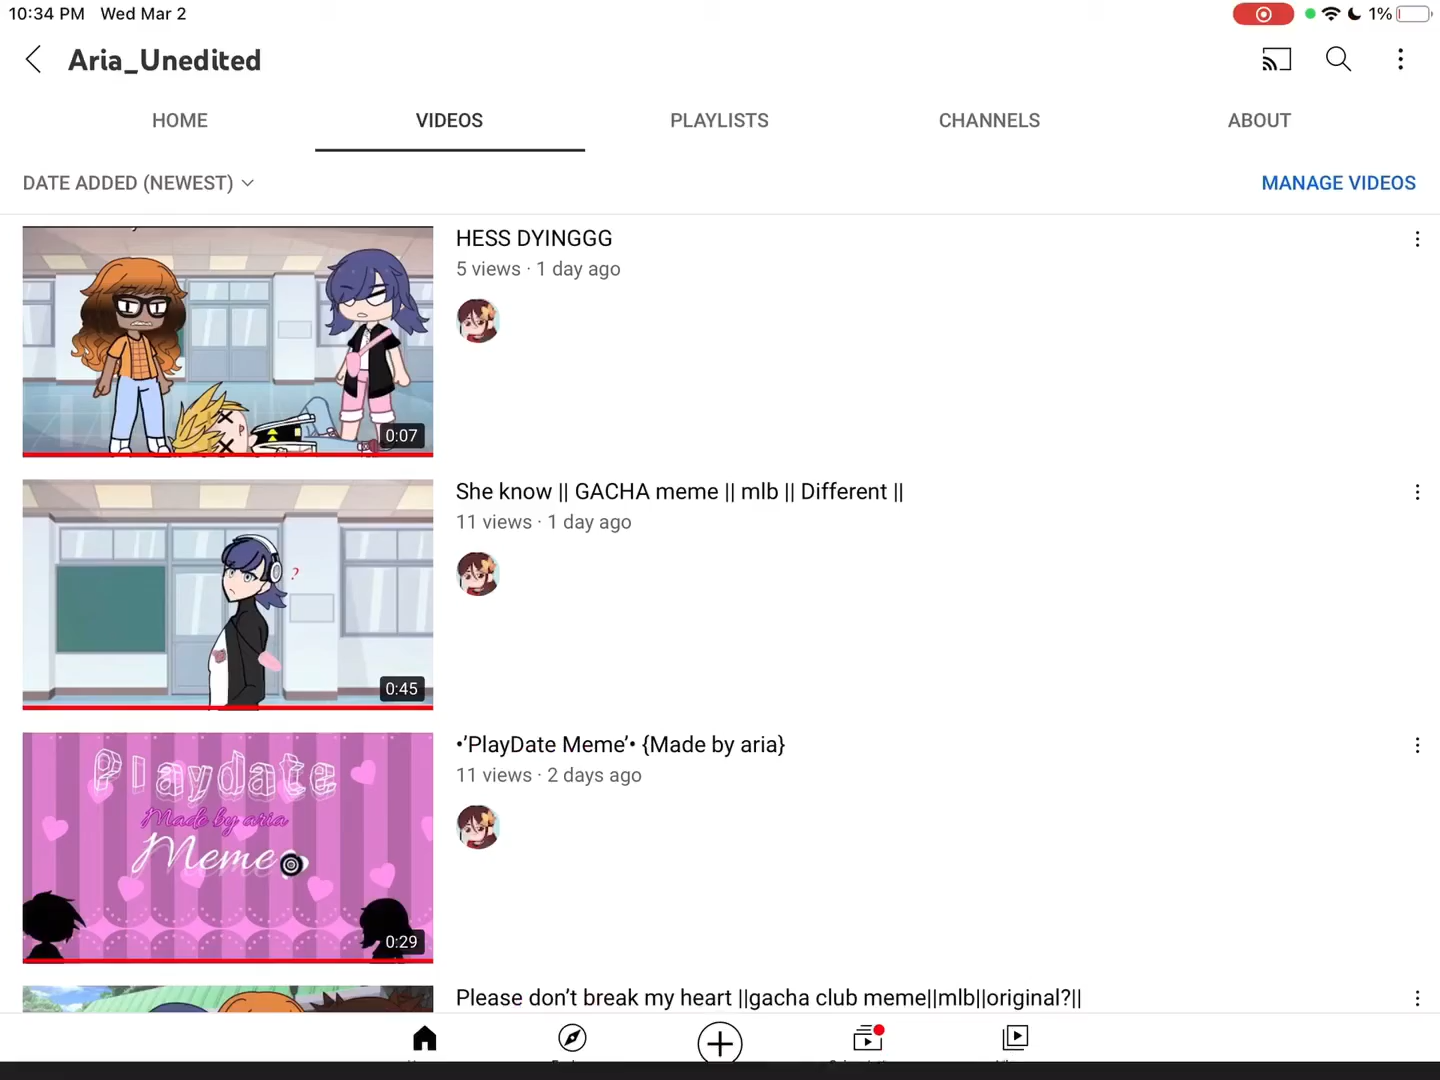 10:34 PM Wed Mar 2
1%
Aria_Unedited
HOME VIDEOS PLAYLISTS CHANNELS ABOUT
DATE ADDED (NEWEST)
MANAGE VIDEOS
HESS DYINGGG
5 views · 1 day ago
0:07
She know || GACHA meme || mlb || Different ||
11 views · 1 day ago
?
0:45
•’PlayDate Meme’• {Made by aria}
11 views · 2 days ago
Playdate
Made by aria
Meme
0:29
Please don’t break my heart ||gacha club meme||mlb||original?||